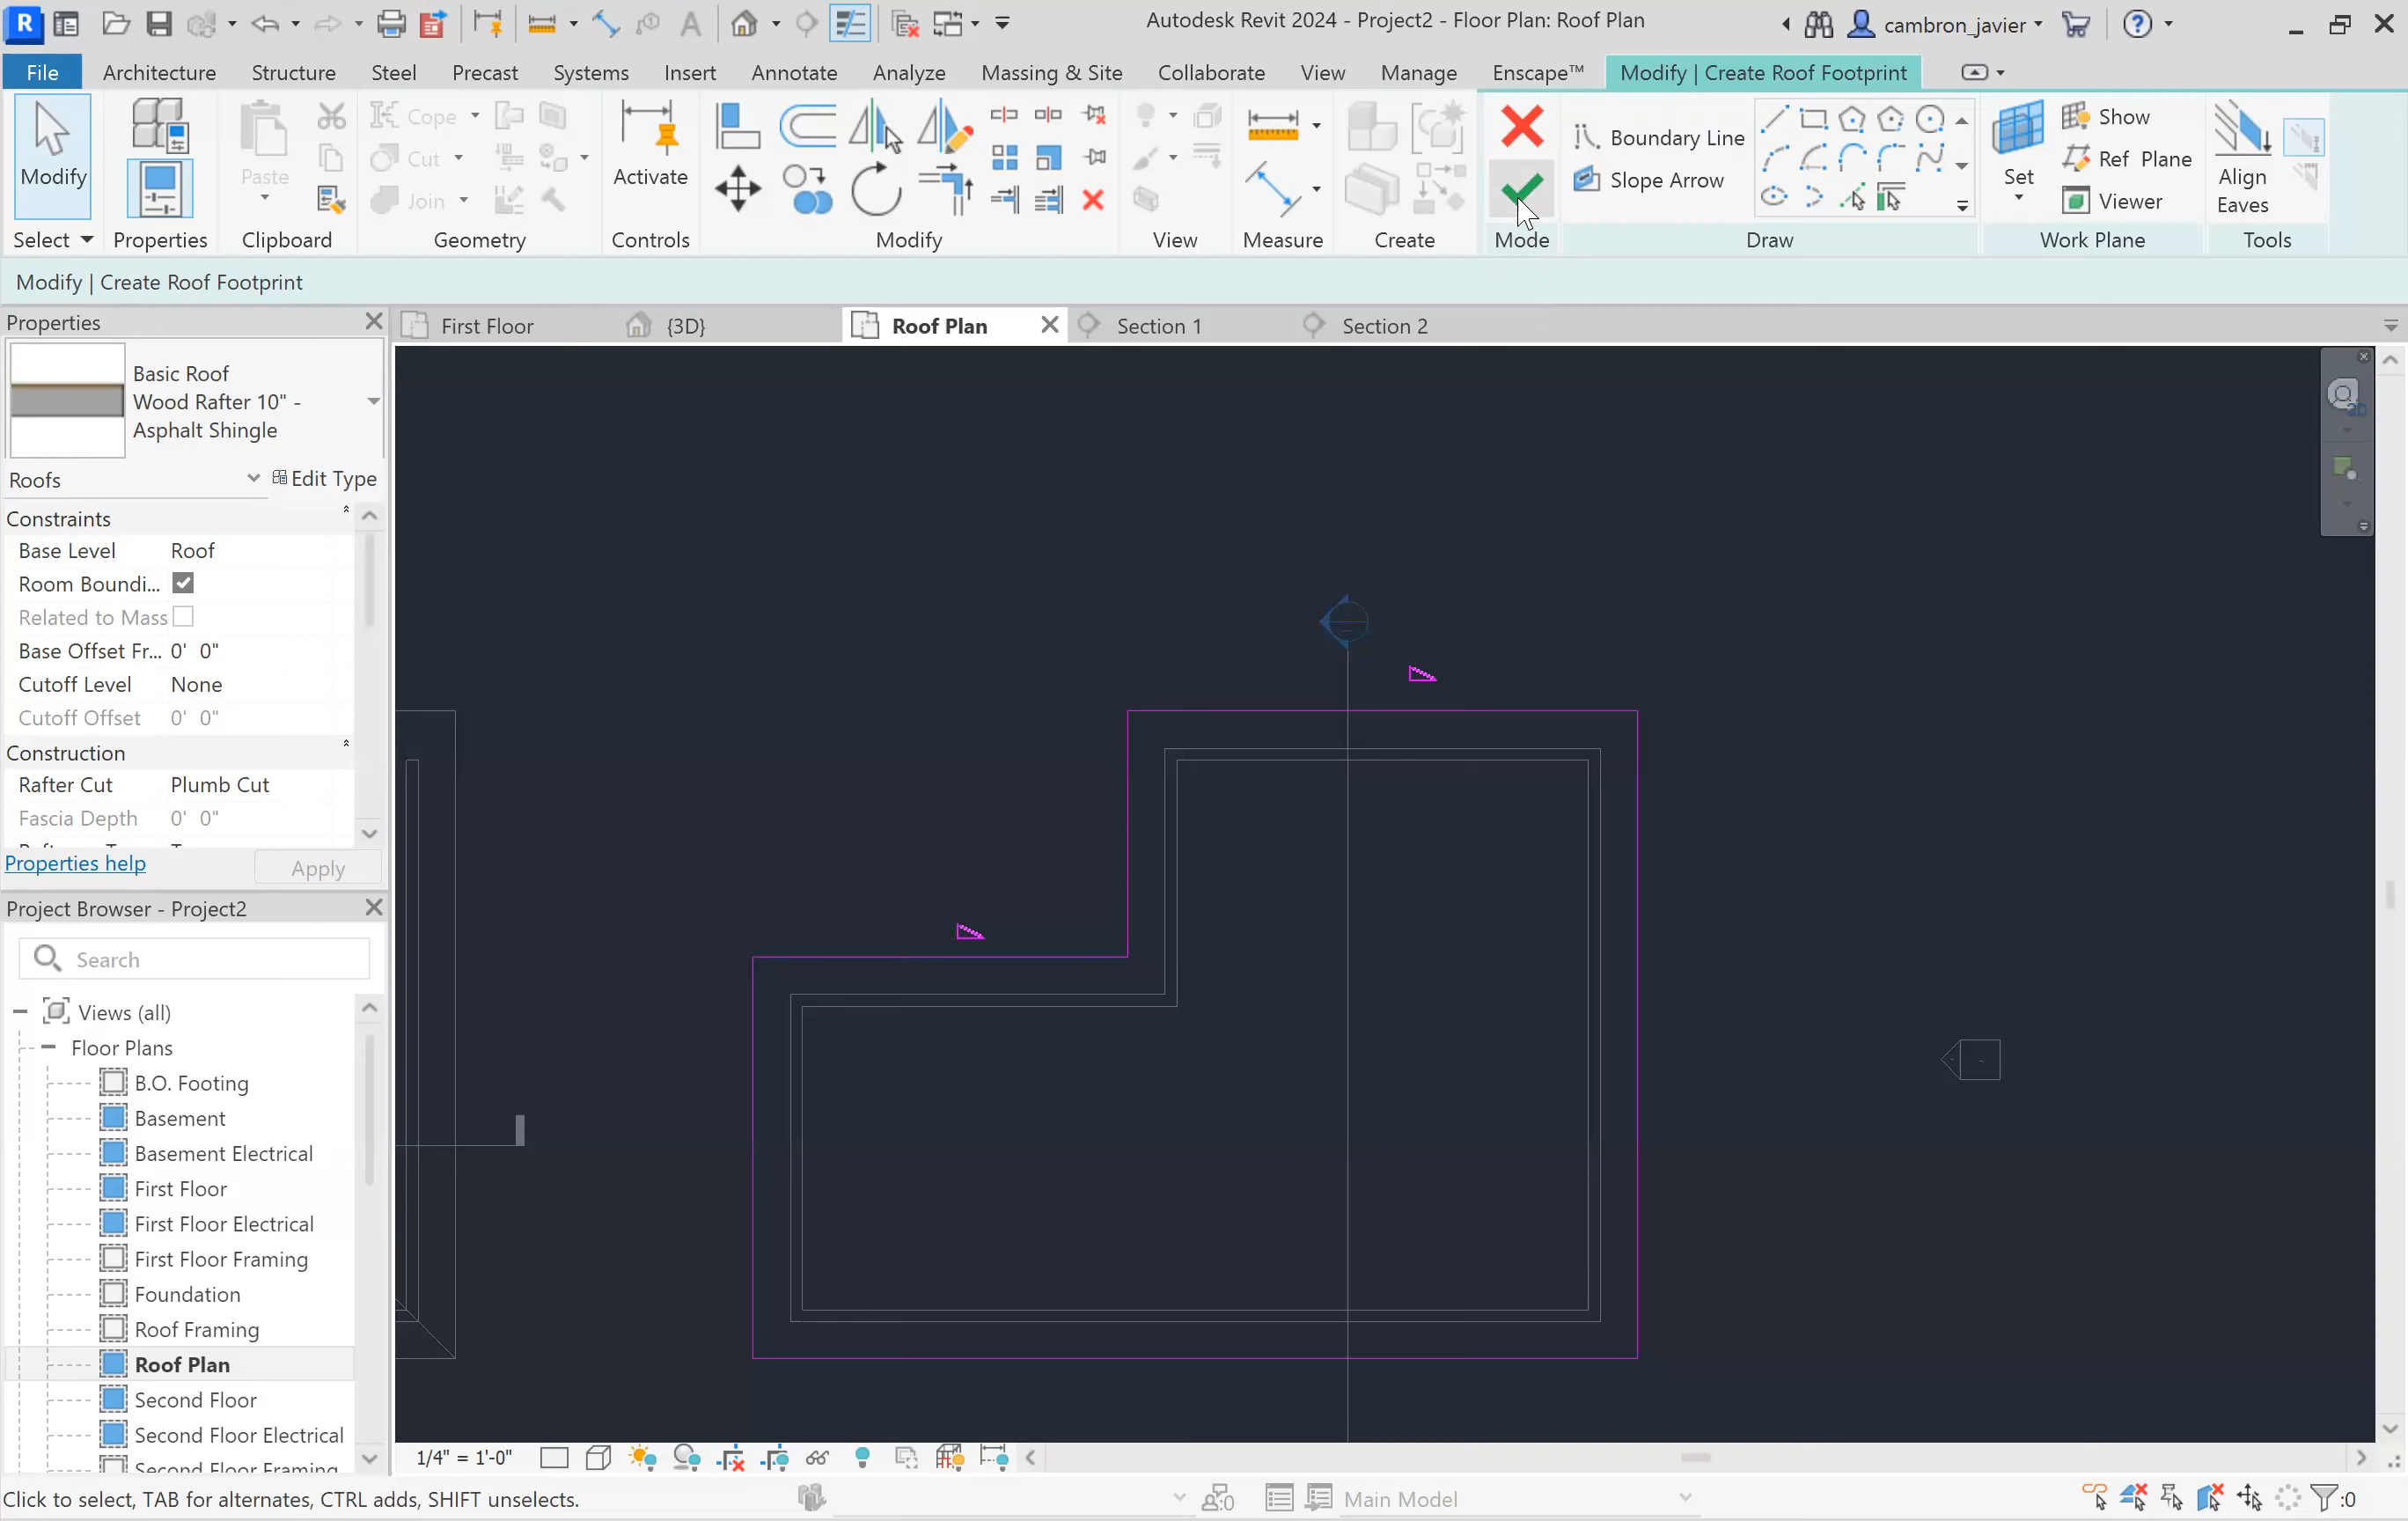 R
Autodesk Revit 2024 - Project2 - Floor Plan: Roof Plan
cambron_javier
File
Architecture
Structure
Steel
Precast
Systems
Insert
Annotate
Analyze
Massing & Site
Collaborate
View
Manage
Enscape™
Modify | Create Roof Footprint
Modify
Paste
Cope
Cut
Join
Activate
Boundary Line
Slope Arrow
Set
Show
Ref Plane
Viewer
Align
Eaves
Select
Properties
Clipboard
Geometry
Controls
Modify
View
Measure
Create
Mode
Draw
Work Plane
Tools
Modify | Create Roof Footprint
Properties
First Floor
{3D}
Roof Plan
Section 1
Section 2
Basic Roof
Wood Rafter 10" -
Asphalt Shingle
Roofs
Edit Type
Constraints
Base Level Roof
Room Boundi...
Related to Mass
Base Offset Fr... 0' 0"
Cutoff Level None
Cutoff Offset 0' 0"
Construction
Rafter Cut Plumb Cut
Fascia Depth 0' 0"
Properties help
Apply
2D
Project Browser - Project2
Search
Views (all)
Floor Plans
B.O. Footing
Basement
Basement Electrical
First Floor
First Floor Electrical
First Floor Framing
Foundation
Roof Framing
Roof Plan
Second Floor
Second Floor Electrical
Second Floor Framing
1/4" = 1'-0"
Click to select, TAB for alternates, CTRL adds, SHIFT unselects.
:0
Main Model
:0